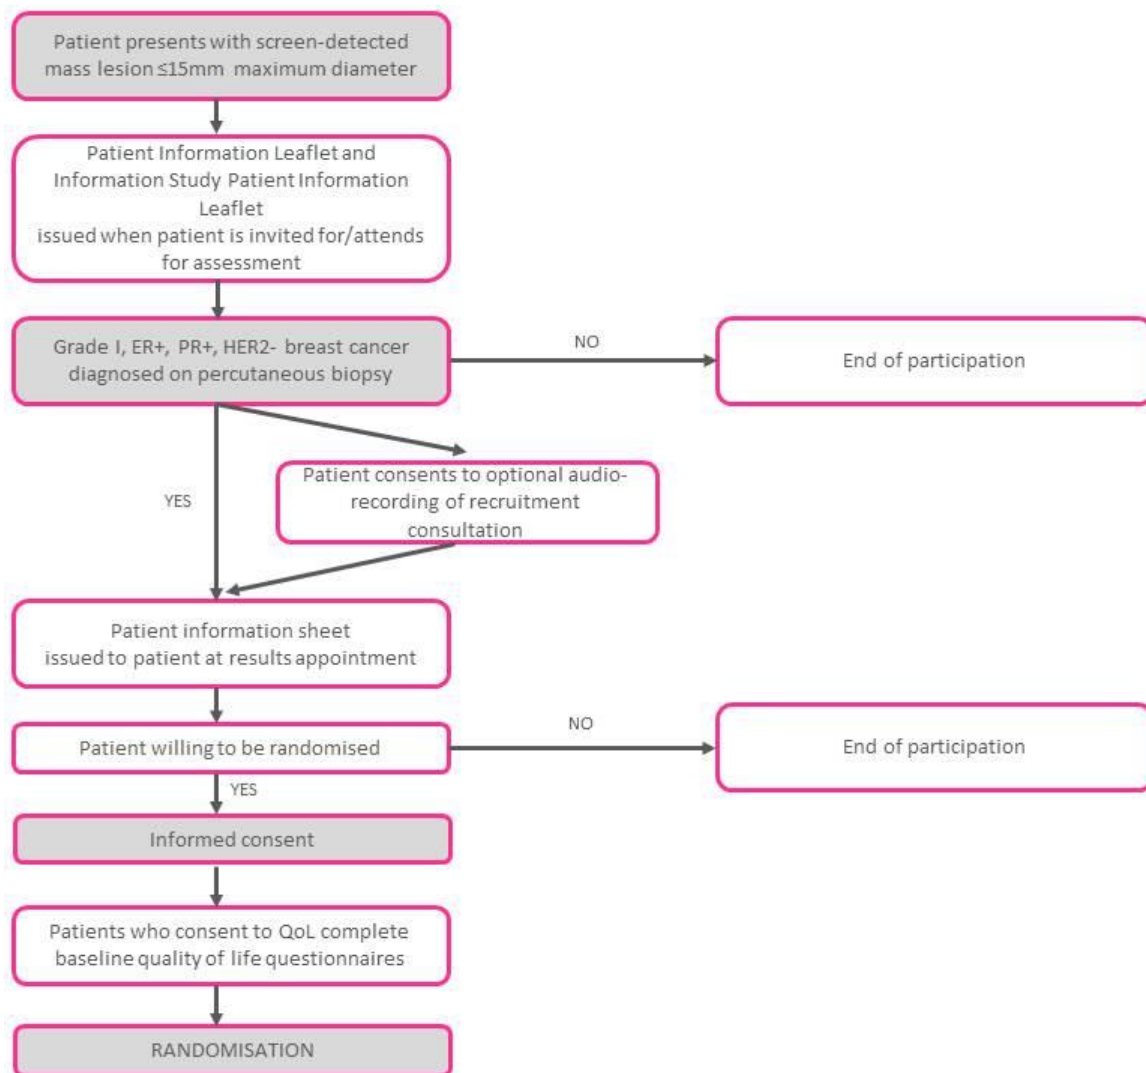 Patient presents with screen-detected
mass lesion ≤15mm maximum diameter
Patient Information Leaflet and
Information Study Patient Information
Leaflet
issued when patient is invited for/attends
for assessment
Grade I, ER+, PR+, HER2- breast cancer
diagnosed on percutaneous biopsy
NO
End of participation
YES
Patient consents to optional audio-
recording of recruitment
consultation
Patient information sheet
issued to patient at results appointment
Patient willing to be randomised
NO
End of participation
YES
Informed consent
Patients who consent to QoL complete
baseline quality of life questionnaires
RANDOMISATION